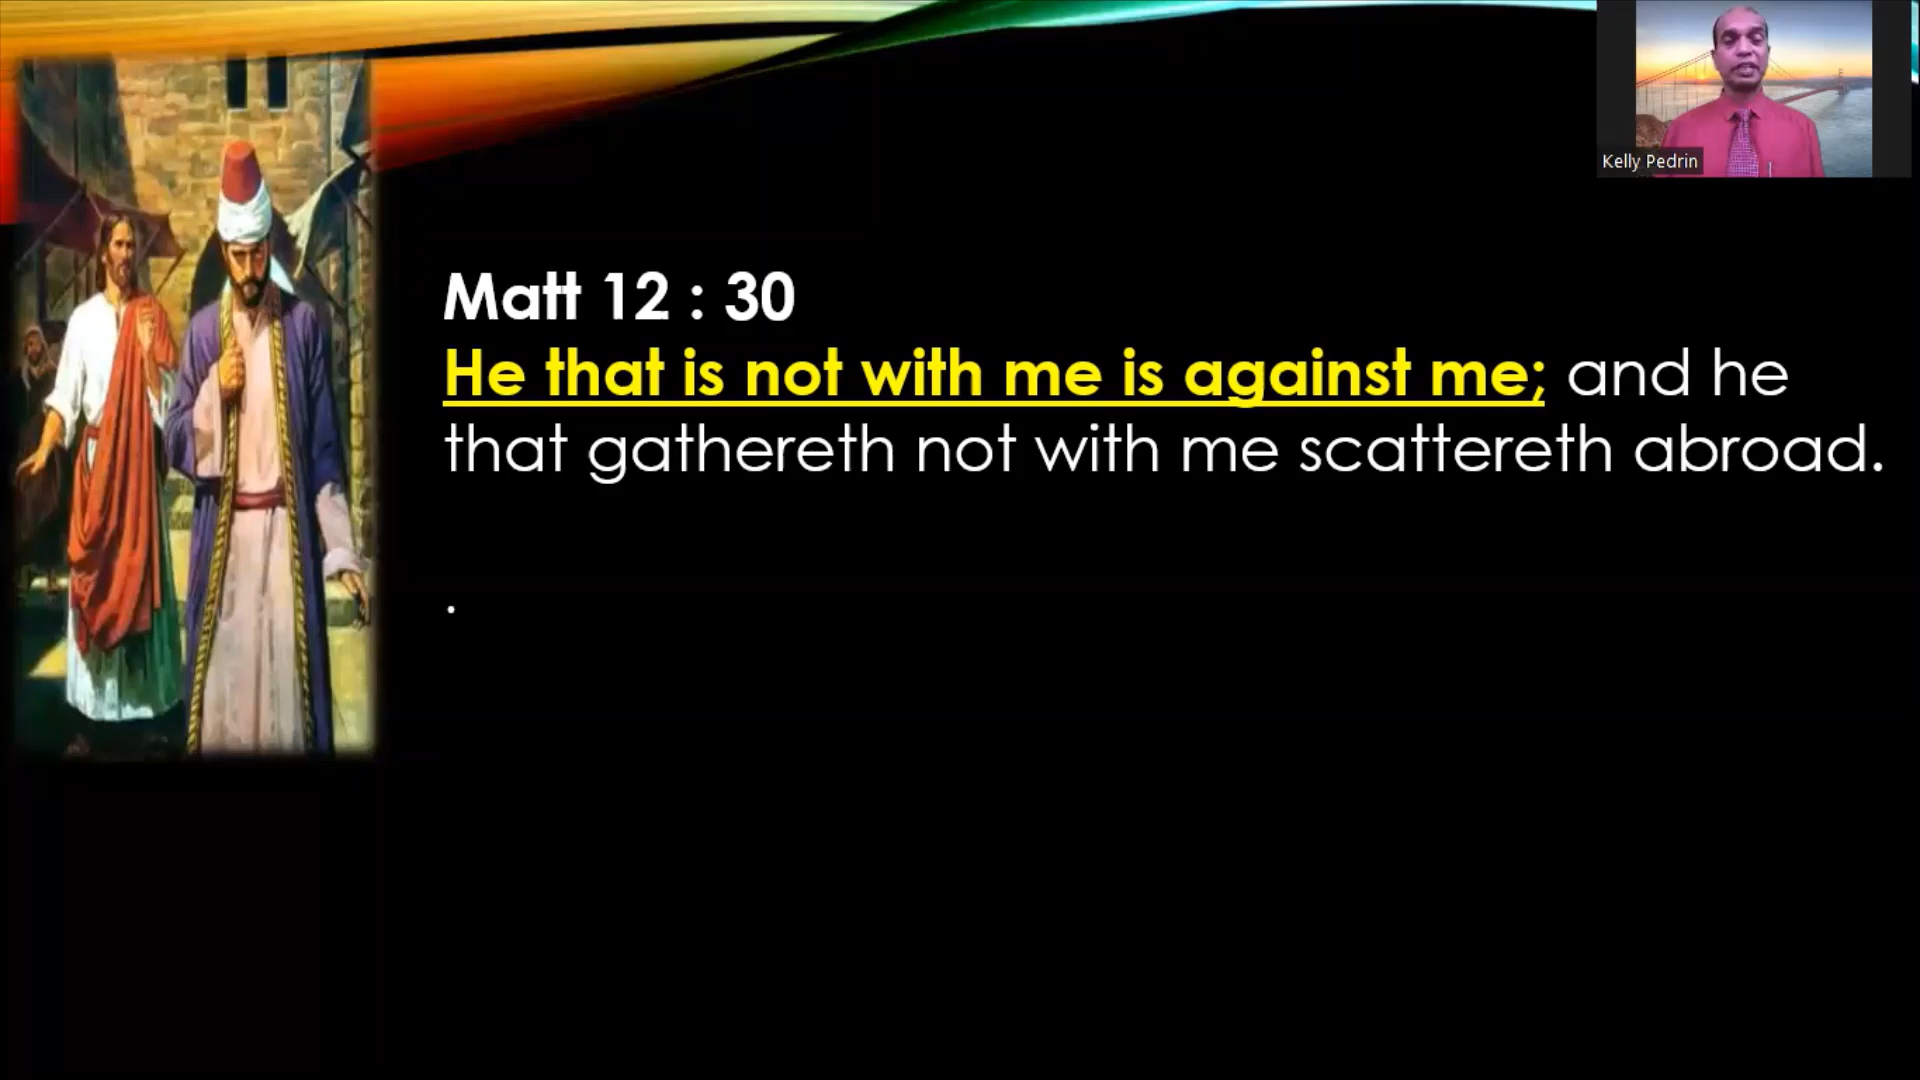 Kelly Pedrin
Matt 12 : 30
He that is not with me is against me; and he
that gathereth not with me scattereth abroad.
.